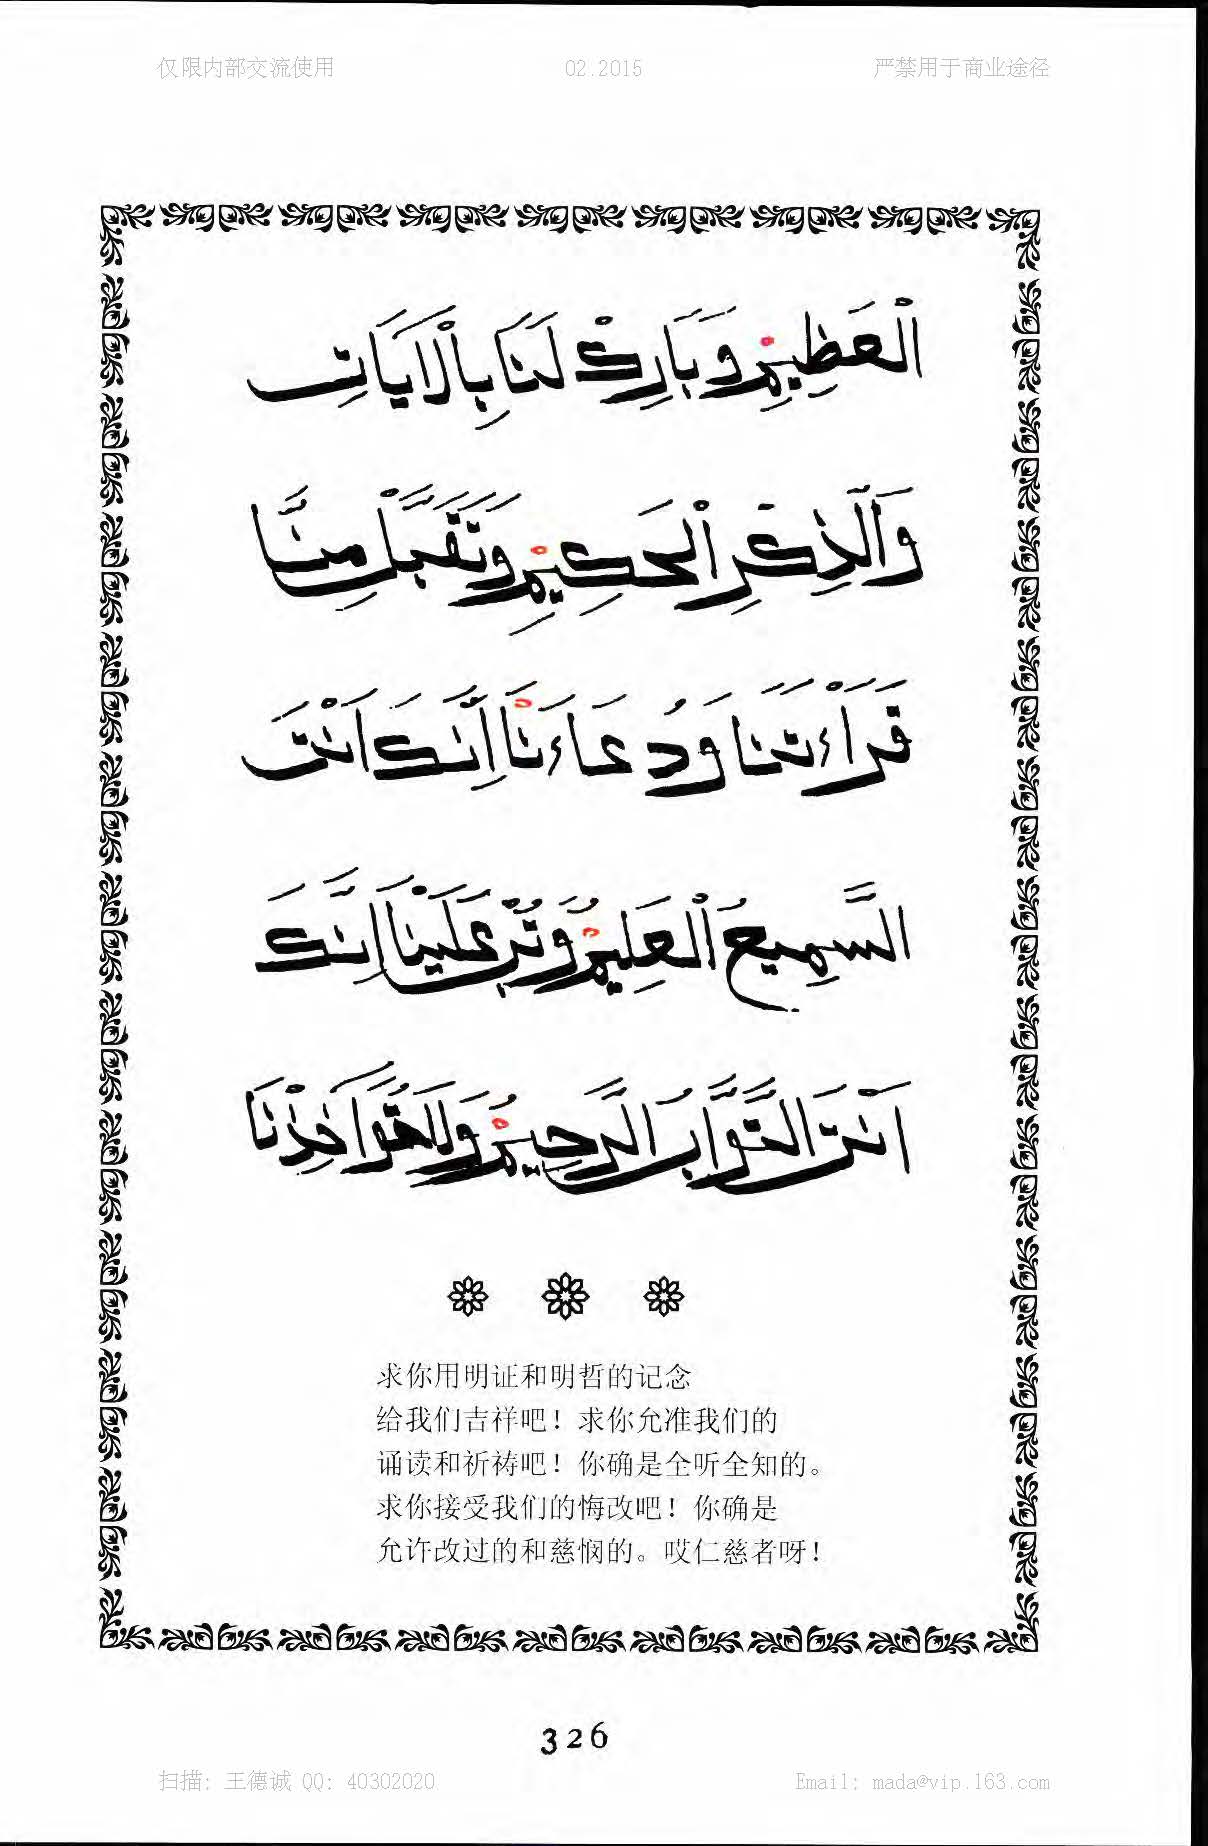 仅限内部交流使用 02.2015 严禁用于商业途径
الْعَظِيمِ وَبَارِكْ لَنَا بِالْاَيَاتِ
وَالَّذِكْرِ الْحَكِيمِ وَتَقَبَّلْ مِنَّا
قَرَاْءَتَنَا وَدُعَاءَنَا اِنَّكَ اَنْتَ
السَّمِيعُ الْعَلِيمُ وَتُبْ عَلَيْنَا اِنَّكَ
اَنْتَ التَّوَّابُ الرَّحِيمُ وَلَا تُؤَاخِذْنَا
求你用明证和明哲的记念
给我们吉祥吧！求你允准我们的
诵读和祈祷吧！你确是全听全知的。
求你接受我们的悔改吧！你确是
允许改过的和慈悯的。哎仁慈者呀！
326
扫描: 王德诚 QQ: 40302020 Email: mada@vip.163.com